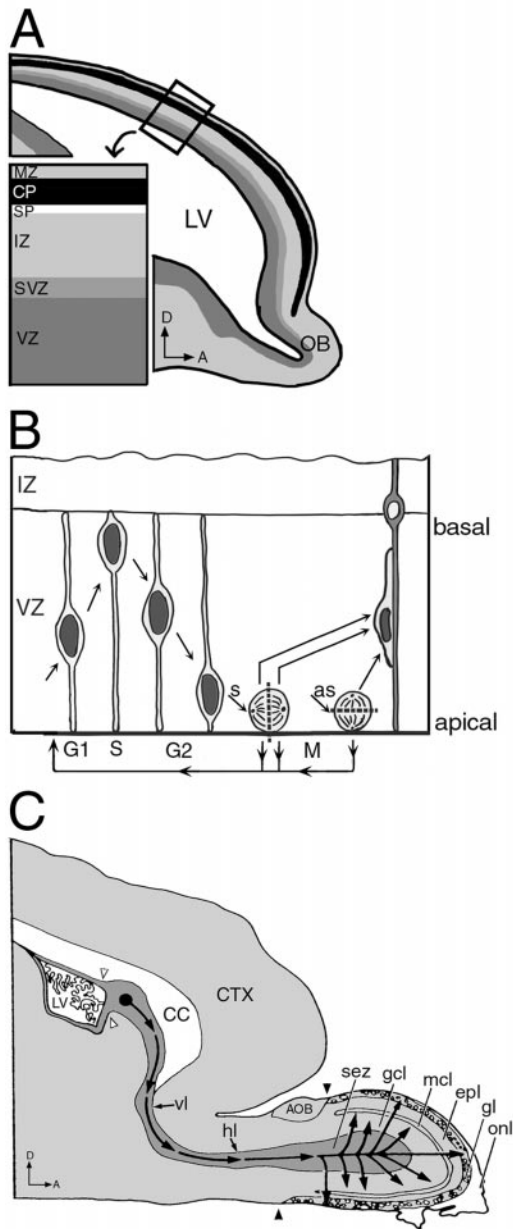 A
MZ
CP
SP
IZ
SVZ
VZ
LV
D
A
OB
B
IZ
VZ
basal
s
as
apical
G1 S G2 M
C
LV
CC
CTX
vl
hl
AOB
sez
gcl
mcl
epl
gl
onl
D
A